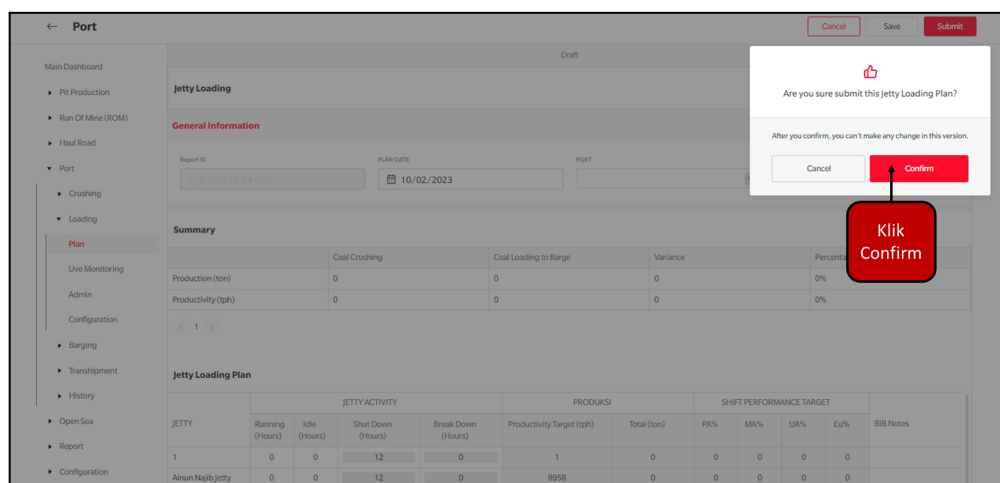 ← Port
Cancel Save Submit
Draft
Main Dashboard
Pit Production
Run Of Mine (ROM)
Haul Road
Port
Crushing
Loading
Plan
Live Monitoring
Admin
Configuration
Barging
Transhipment
History
Open Sea
Report
Configuration
Jetty Loading
General Information
Report ID PLAN DATE PORT
10/02/2023
Are you sure submit this Jetty Loading Plan?
After you confirm, you can't make any change in this version.
Cancel Confirm
Klik
Confirm
Summary
Coal Crushing Coal Loading to Barge Variance
Production (ton) 0 0 0 0%
Productivity (tph) 0 0 0 0%
< 1 >
Jetty Loading Plan
JETTY ACTIVITY PRODUKSI SHIFT PERFORMANCE TARGET
JETTY Running (Hours) Idle (Hours) Shut Down (Hours) Break Down (Hours) Productivity Target (tph) Total (ton) PA% MA% UA% Eu% BIB Notes
1 0 0 12 0 1 0 0 0 0 0
Ainun Najib Jetty 0 0 12 0 8958 0 0 0 0 0